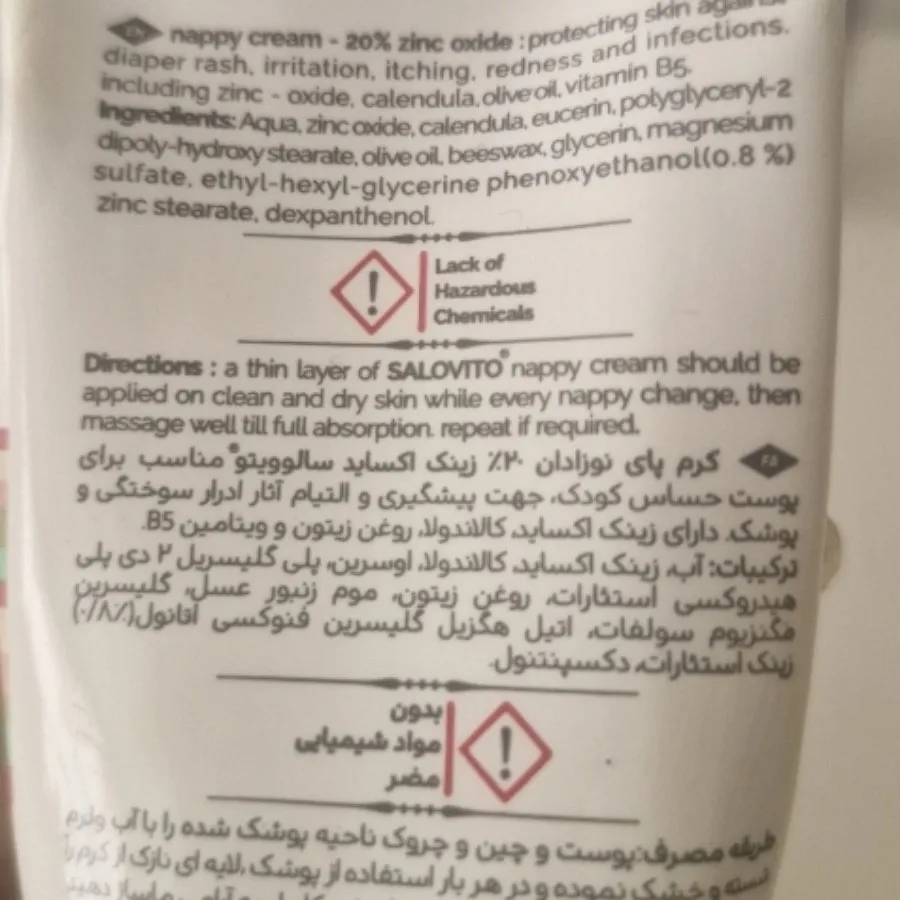 EN nappy cream - 20% zinc oxide : protecting skin against
diaper rash, irritation, itching, redness and infections.
including zinc - oxide, calendula, olive oil, vitamin B5.
Ingredients: Aqua, zinc oxide, calendula, eucerin, polyglyceryl-2
dipoly-hydroxy stearate, olive oil, beeswax, glycerin, magnesium
sulfate, ethyl-hexyl-glycerine phenoxyethanol(0.8 %)
zinc stearate, dexpanthenol.
!
Lack of
Hazardous
Chemicals
Directions : a thin layer of SALOVITO® nappy cream should be
applied on clean and dry skin while every nappy change, then
massage well till full absorption. repeat if required.
FA کرم پای نوزادان ۲۰٪ زینک اکساید سالوویتو® مناسب برای
پوست حساس کودک، جهت پیشگیری و التیام آثار ادرار سوختگی و
پوشک. دارای زینک اکساید، کالاندولا، روغن زیتون و ویتامین B5.
ترکیبات: آب، زینک اکساید، کالاندولا، اوسرین، پلی گلیسریل ۲ دی پلی
هیدروکسی استئارات، روغن زیتون، موم زنبور عسل، گلیسرین
مگنزیوم سولفات، اتیل هگزیل گلیسرین فنوکسی اتانول(۰/۸٪)
زینک استئارات، دکسپنتنول.
!
بدون
مواد شیمیایی
مضر
طریقه مصرف: پوست و چین و چروک ناحیه پوشک شده را با آب ولرم
شسته و خشک نموده و در هر بار استفاده از پوشک، لایه ای نازک از کرم را